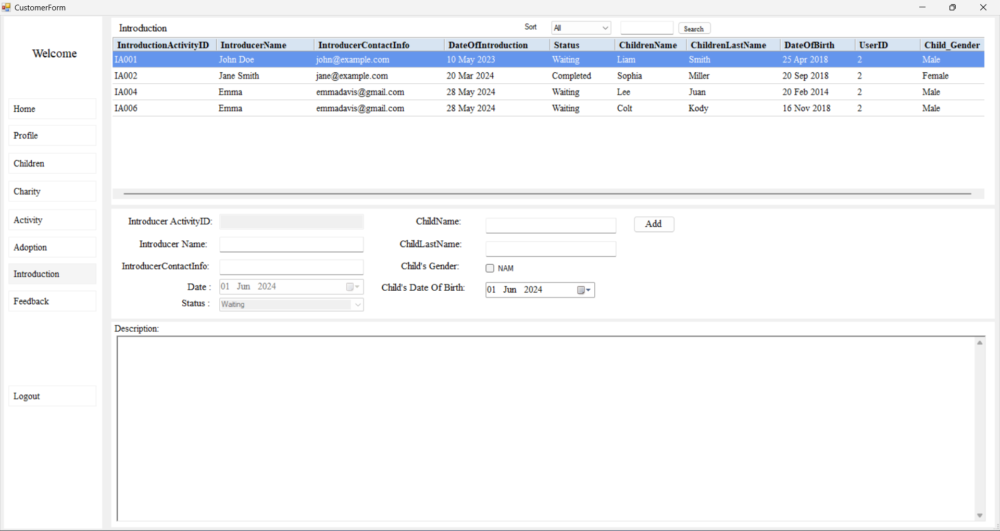 CustomerForm
Welcome
Home
Profile
Children
Charity
Activity
Adoption
Introduction
Feedback
Logout
Introduction Sort All Search
IntroductionActivityID IntroducerName IntroducerContactInfo DateOfIntroduction Status ChildrenName ChildrenLastName DateOfBirth UserID Child_Gender
IA001 John Doe john@example.com 10 May 2023 Waiting Liam Smith 25 Apr 2018 2 Male
IA002 Jane Smith jane@example.com 20 Mar 2024 Completed Sophia Miller 20 Sep 2018 2 Female
IA004 Emma emmadavis@gmail.com 28 May 2024 Waiting Lee Juan 20 Feb 2014 2 Male
IA006 Emma emmadavis@gmail.com 28 May 2024 Waiting Colt Kody 16 Nov 2018 2 Male
Introducer ActivityID: ChildName: Add
Introducer Name: ChildLastName:
IntroducerContactInfo: Child's Gender: NAM
Date : 01 Jun 2024 Child's Date Of Birth: 01 Jun 2024
Status : Waiting
Description: